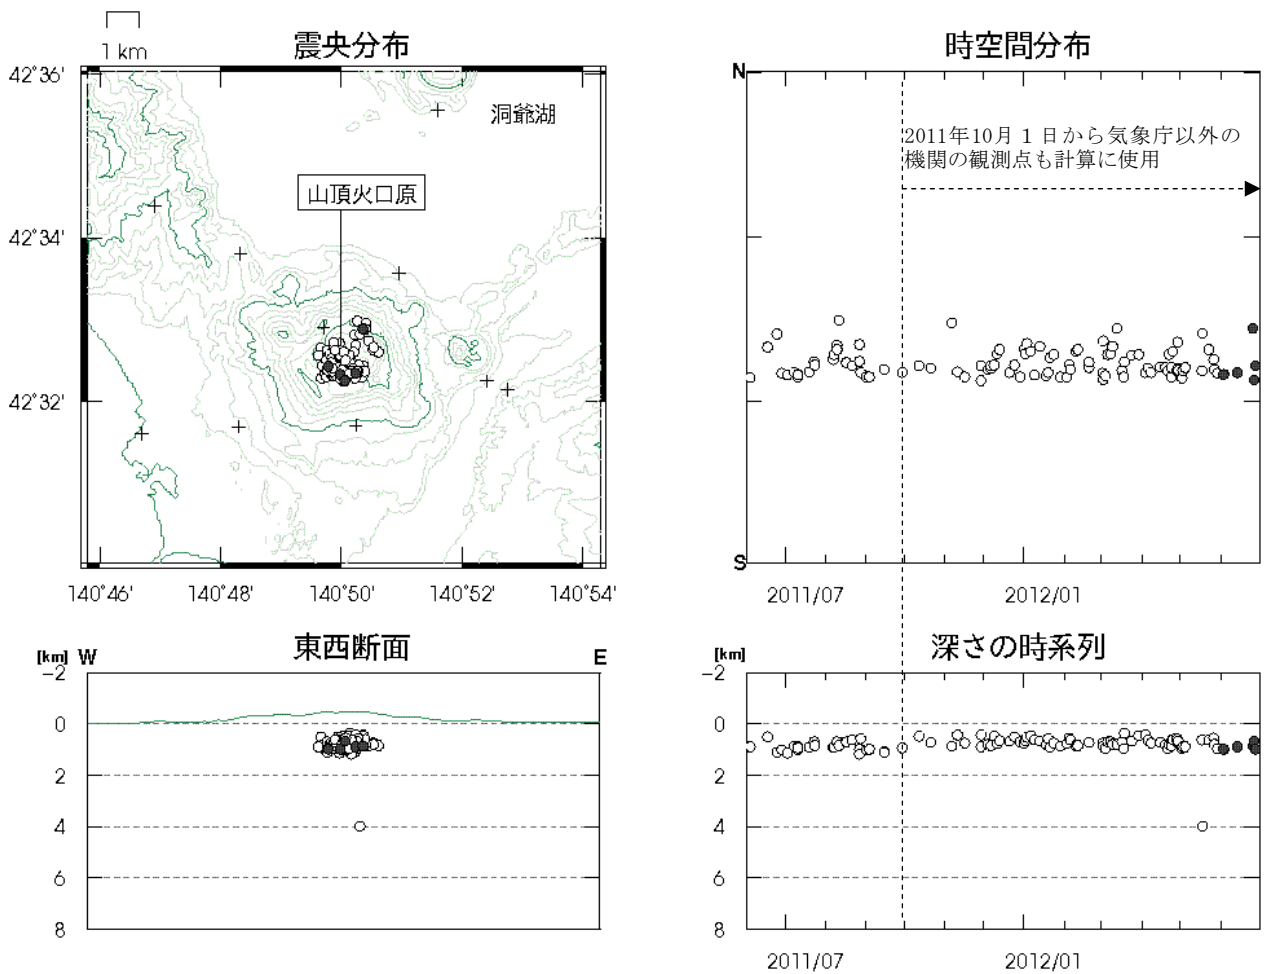 1 km
震央分布
42°36'
洞爺湖
山頂火口原
42°34'
42°32'
140°46' 140°48' 140°50' 140°52' 140°54'
時空間分布
N
2011年10月1日から気象庁以外の
機関の観測点も計算に使用
S
2011/07 2012/01
東西断面
[km] W E
-2
0
2
4
6
8
深さの時系列
[km]
-2
0
2
4
6
8
2011/07 2012/01